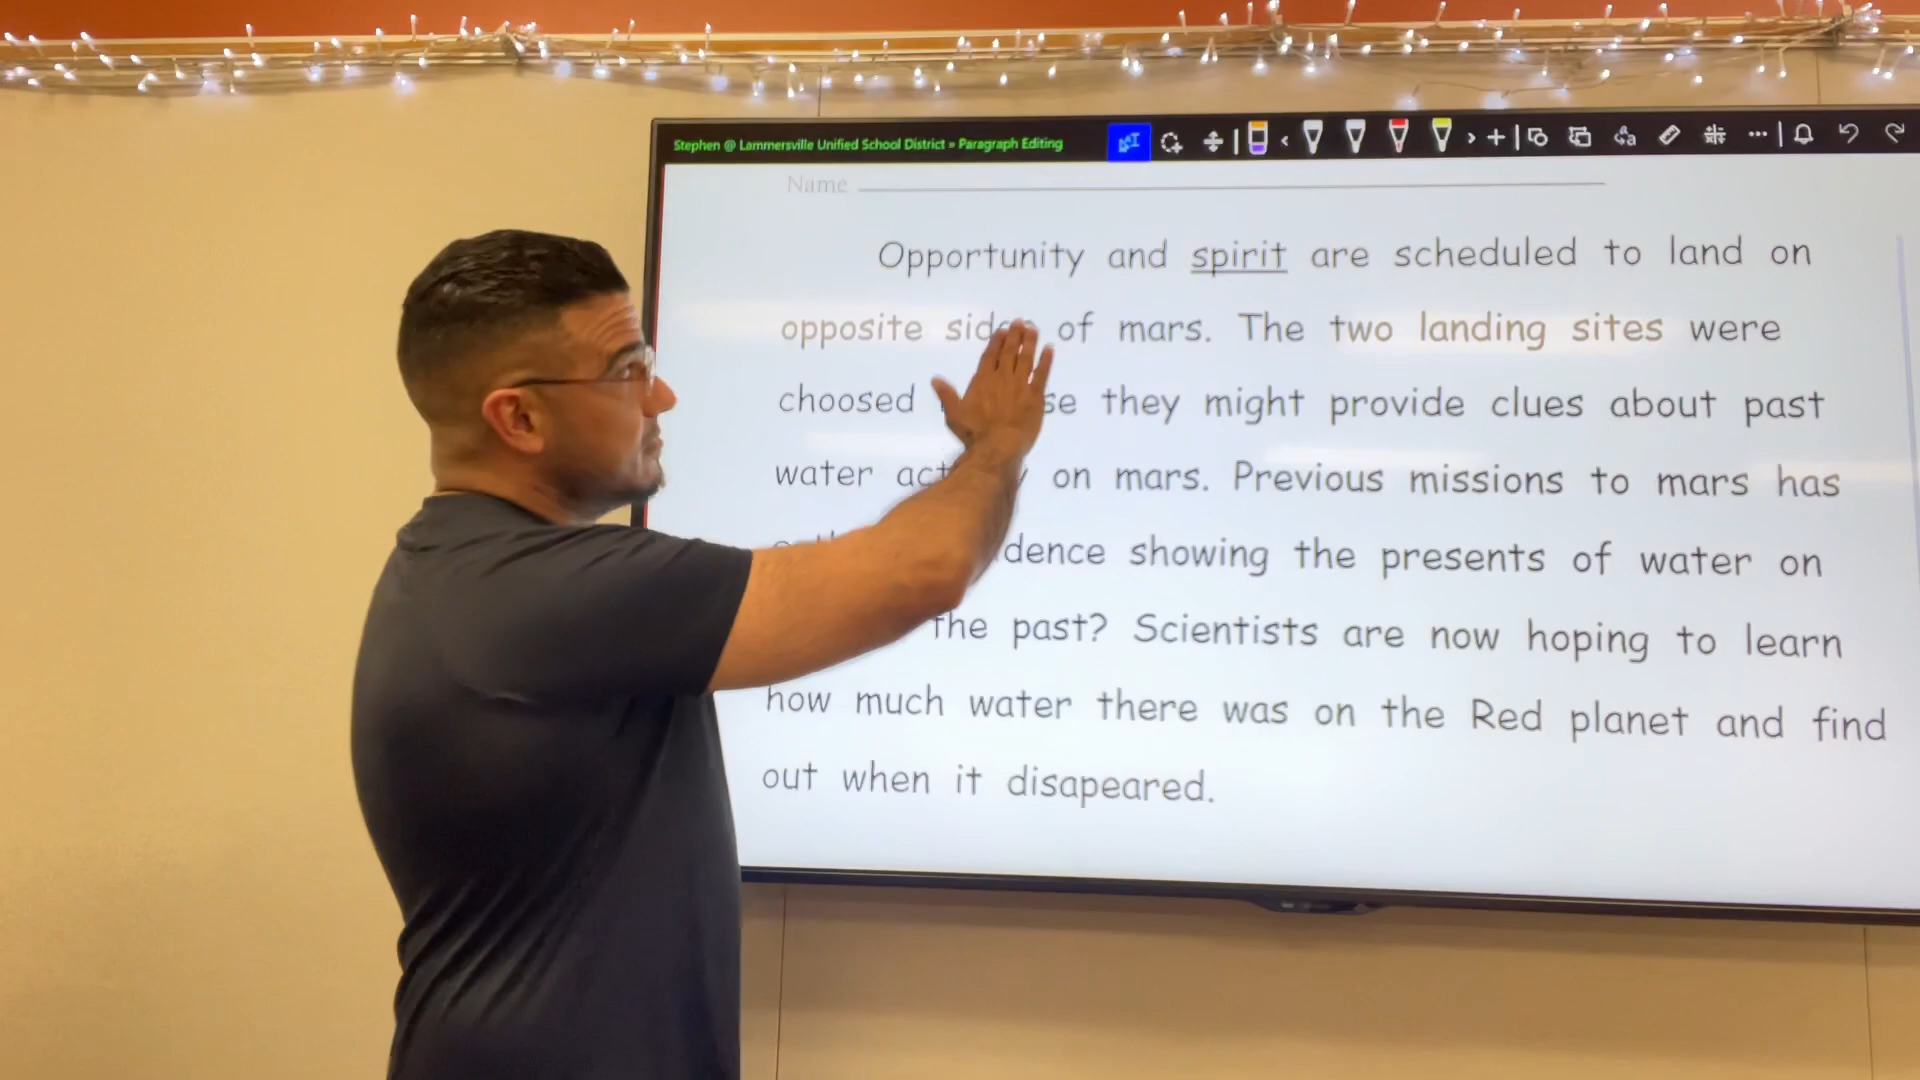 Stephen @ Lammersville Unified School District » Paragraph Editing
Name
Opportunity and spirit are scheduled to land on
opposite of mars. The two landing sites were
choosed they might provide clues about past
water on mars. Previous missions to mars has
showing the presents of water on
the past? Scientists are now hoping to learn
how much water there was on the Red planet and find
out when it disapeared.